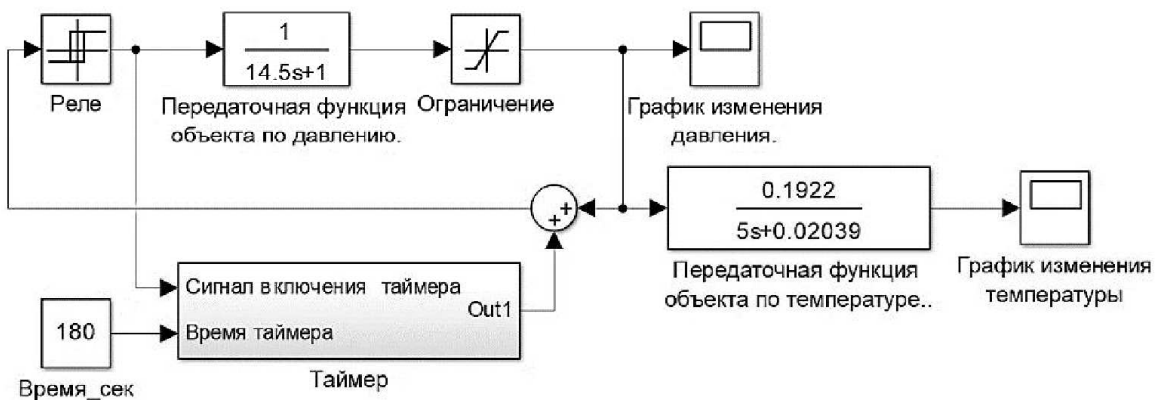 Реле
1
14.5s+1
Передаточная функция
объекта по давлению.
Ограничение
График изменения
давления.
+
+
0.1922
5s+0.02039
Передаточная функция
объекта по температуре..
График изменения
температуры
Сигнал включения таймера
Время таймера
Out1
Таймер
180
Время_сек